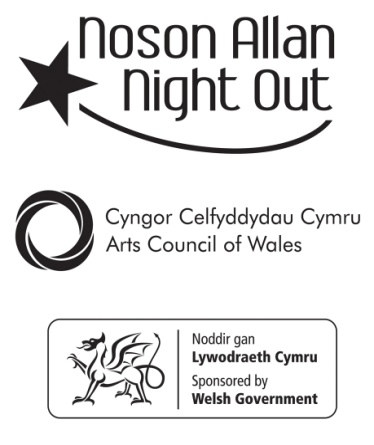 Noson Allan
Night Out
Cyngor Celfyddydau Cymru
Arts Council of Wales
Noddir gan
Lywodraeth Cymru
Sponsored by
Welsh Government